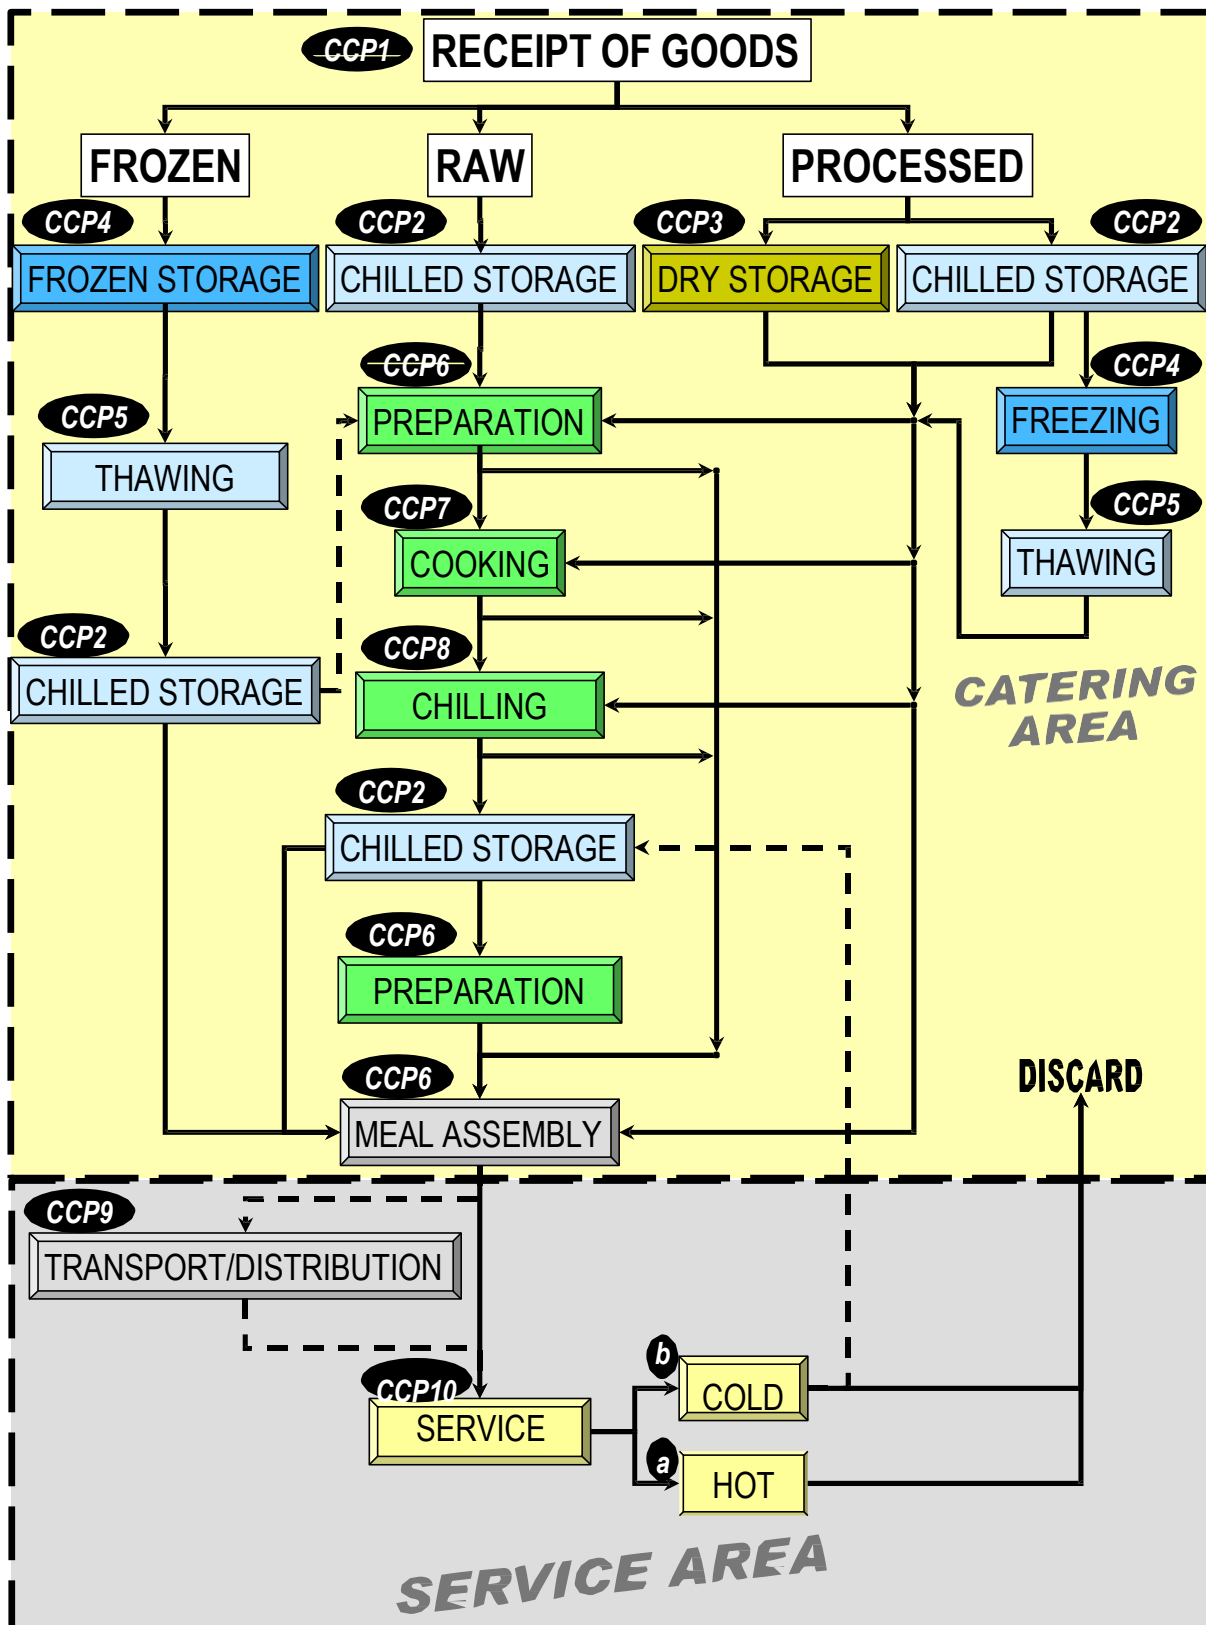 CCP1
RECEIPT OF GOODS
FROZEN
RAW
PROCESSED
CCP4
CCP2
CCP3
CCP2
FROZEN STORAGE
CHILLED STORAGE
DRY STORAGE
CHILLED STORAGE
CCP6
CCP4
CCP5
PREPARATION
FREEZING
THAWING
CCP7
CCP5
COOKING
THAWING
CCP2
CCP8
CHILLED STORAGE
CHILLING
CATERING
AREA
CCP2
CHILLED STORAGE
CCP6
PREPARATION
CCP6
DISCARD
MEAL ASSEMBLY
CCP9
TRANSPORT/DISTRIBUTION
b
CCP10
COLD
SERVICE
a
HOT
SERVICE AREA